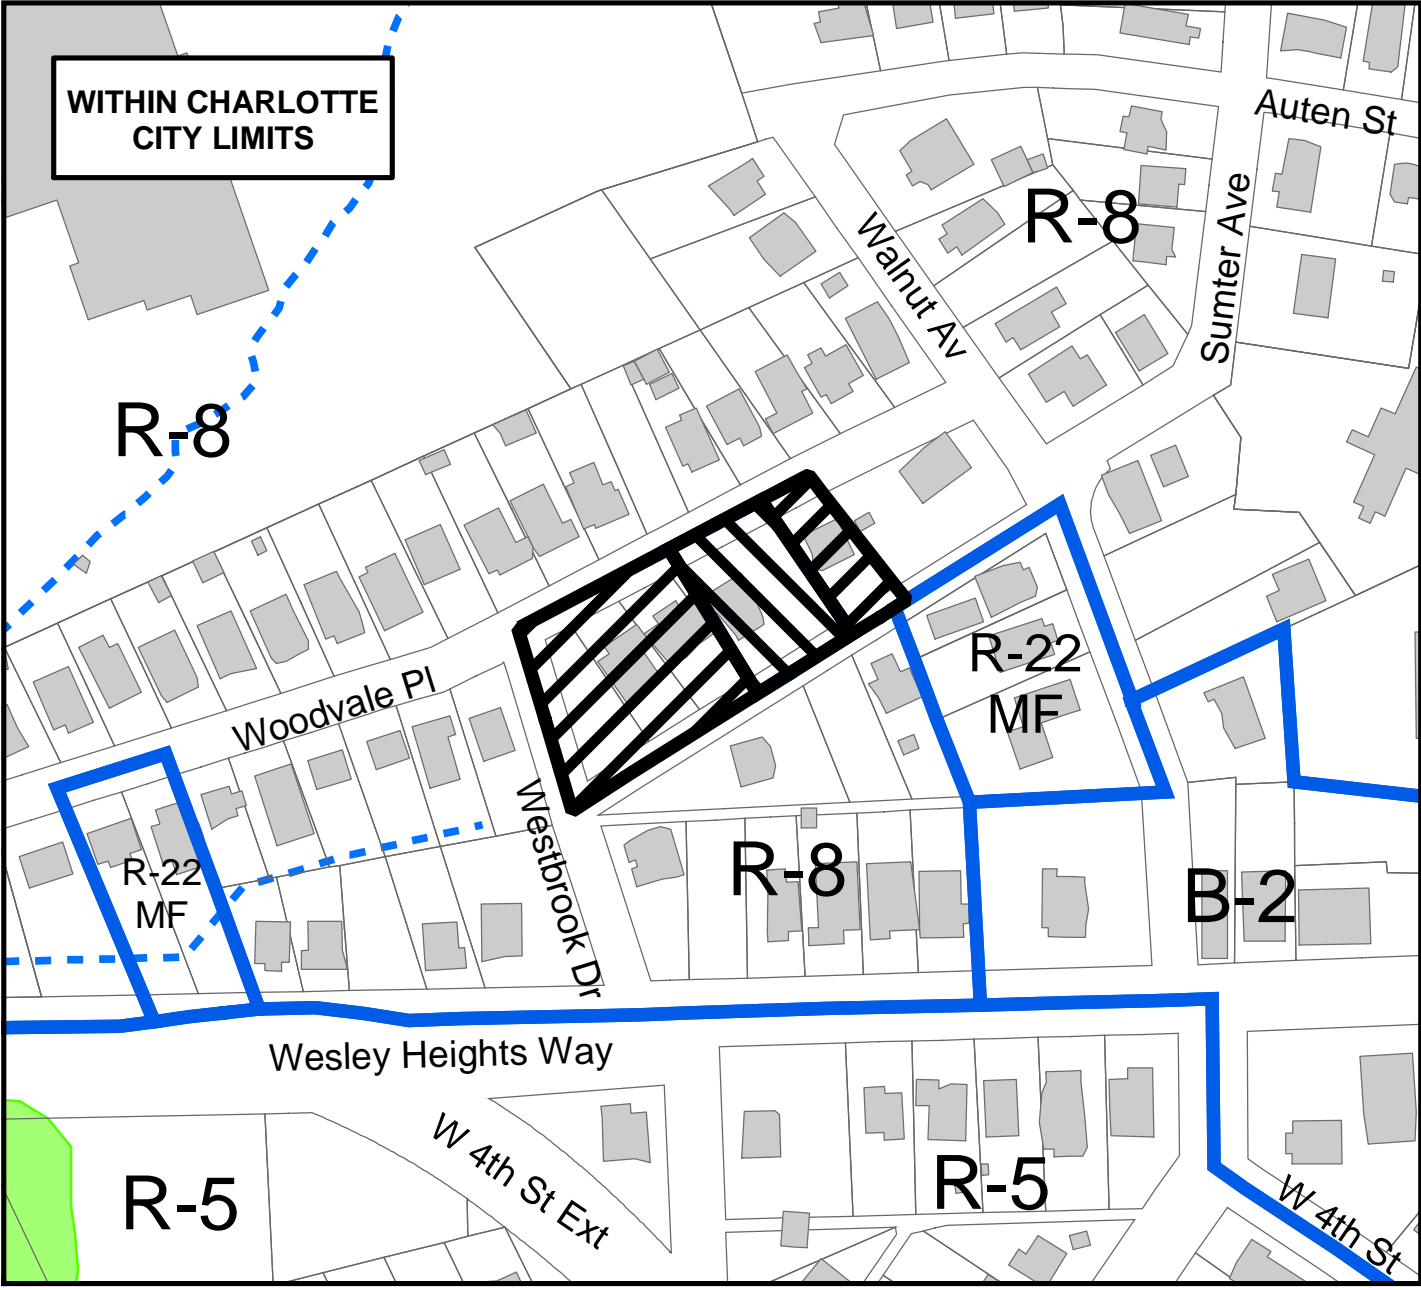 WITHIN CHARLOTTE
CITY LIMITS
Auten St
R-8
Sumter Ave
Walnut Av
R-8
R-22
MF
Woodvale Pl
Westbrook Dr
R-22
MF
R-8
B-2
Wesley Heights Way
W 4th St Ext
R-5
R-5
W 4th St